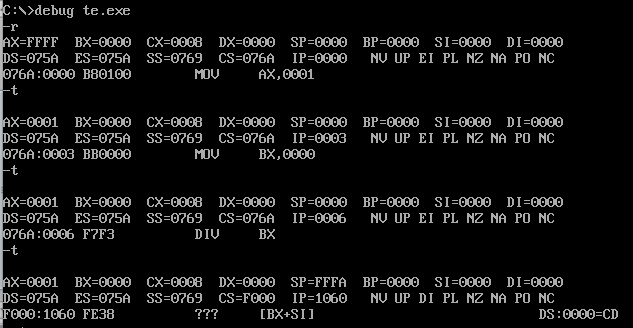 C:\>debug te.exe
-r
AX=FFFF  BX=0000  CX=0008  DX=0000  SP=0000  BP=0000  SI=0000  DI=0000
DS=075A  ES=075A  SS=0769  CS=076A  IP=0000   NV UP EI PL NZ NA PO NC
076A:0000 B80100        MOV     AX,0001
-t

AX=0001  BX=0000  CX=0008  DX=0000  SP=0000  BP=0000  SI=0000  DI=0000
DS=075A  ES=075A  SS=0769  CS=076A  IP=0003   NV UP EI PL NZ NA PO NC
076A:0003 BB0000        MOV     BX,0000
-t

AX=0001  BX=0000  CX=0008  DX=0000  SP=0000  BP=0000  SI=0000  DI=0000
DS=075A  ES=075A  SS=0769  CS=076A  IP=0006   NV UP EI PL NZ NA PO NC
076A:0006 F7F3          DIV     BX
-t

AX=0001  BX=0000  CX=0008  DX=0000  SP=FFFA  BP=0000  SI=0000  DI=0000
DS=075A  ES=075A  SS=0769  CS=F000  IP=1060   NV UP DI PL NZ NA PO NC
F000:1060 FE38          ???     [BX+SI]                            DS:0000=CD